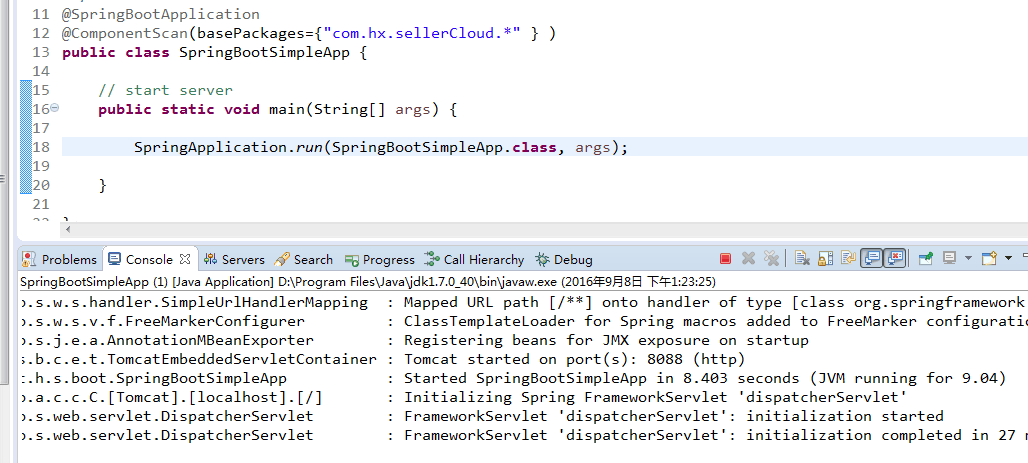 11 @SpringBootApplication
12 @ComponentScan(basePackages={"com.hx.sellerCloud.*" } )
13 public class SpringBootSimpleApp {
14
15 // start server
16 public static void main(String[] args) {
17
18 SpringApplication.run(SpringBootSimpleApp.class, args);
19
20 }
21
Problems Console Servers Search Progress Call Hierarchy Debug
SpringBootSimpleApp (1) [Java Application] D:\Program Files\Java\jdk1.7.0_40\bin\javaw.exe (2016年9月8日 下午1:23:25)
o.s.w.s.handler.SimpleUrlHandlerMapping : Mapped URL path [/**] onto handler of type [class org.springframework
o.s.w.s.v.f.FreeMarkerConfigurer : ClassTemplateLoader for Spring macros added to FreeMarker configuratio
o.s.j.e.a.AnnotationMBeanExporter : Registering beans for JMX exposure on startup
s.b.c.e.t.TomcatEmbeddedServletContainer : Tomcat started on port(s): 8088 (http)
c.h.s.boot.SpringBootSimpleApp : Started SpringBootSimpleApp in 8.403 seconds (JVM running for 9.04)
o.a.c.c.C.[Tomcat].[localhost].[/] : Initializing Spring FrameworkServlet 'dispatcherServlet'
o.s.web.servlet.DispatcherServlet : FrameworkServlet 'dispatcherServlet': initialization started
o.s.web.servlet.DispatcherServlet : FrameworkServlet 'dispatcherServlet': initialization completed in 27